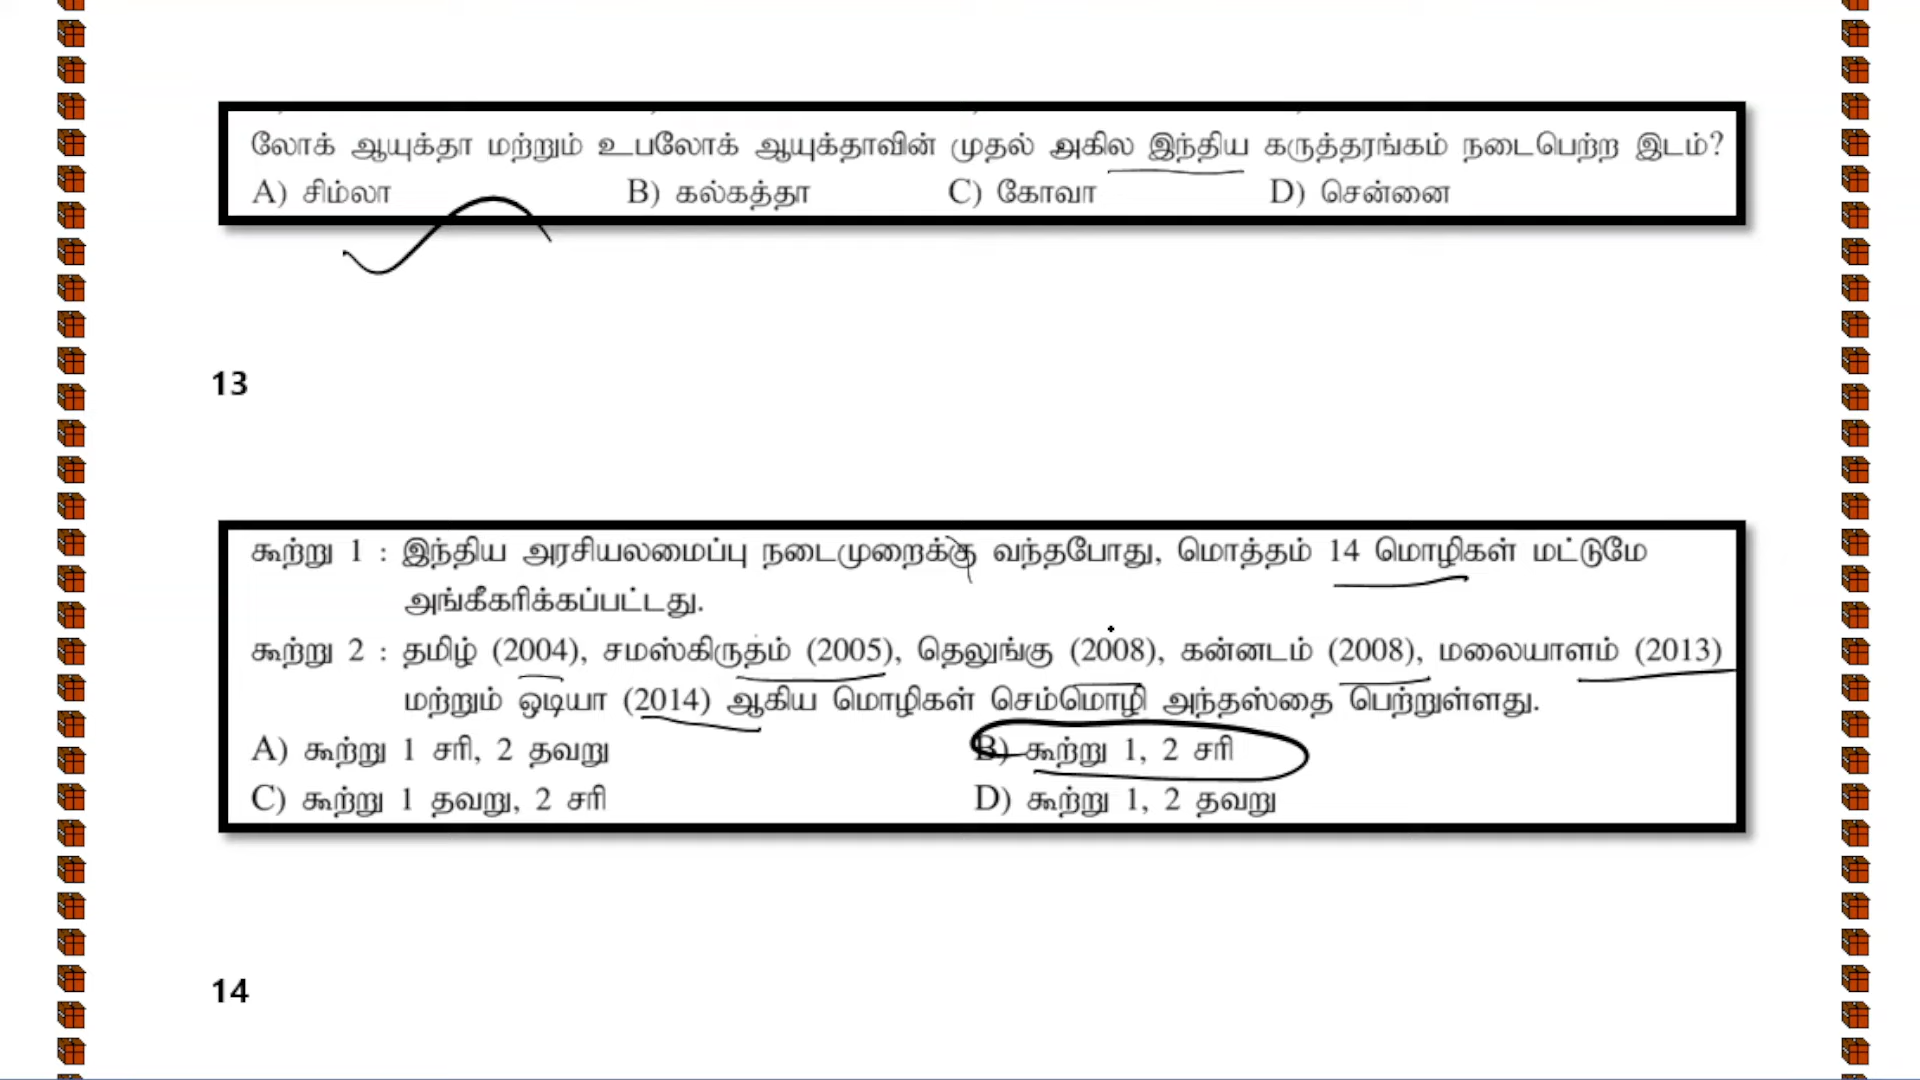 லோக் ஆயுக்தா மற்றும் உபலோக் ஆயுக்தாவின் முதல் அகில இந்திய கருத்தரங்கம் நடைபெற்ற இடம்?
A) சிம்லா B) கல்கத்தா C) கோவா D) சென்னை
13
கூற்று 1 : இந்திய அரசியலமைப்பு நடைமுறைக்கு வந்தபோது, மொத்தம் 14 மொழிகள் மட்டுமே
அங்கீகரிக்கப்பட்டது.
கூற்று 2 : தமிழ் (2004), சமஸ்கிருதம் (2005), தெலுங்கு (2008), கன்னடம் (2008), மலையாளம் (2013)
மற்றும் ஒடியா (2014) ஆகிய மொழிகள் செம்மொழி அந்தஸ்தை பெற்றுள்ளது.
A) கூற்று 1 சரி, 2 தவறு B) கூற்று 1, 2 சரி
C) கூற்று 1 தவறு, 2 சரி D) கூற்று 1, 2 தவறு
14